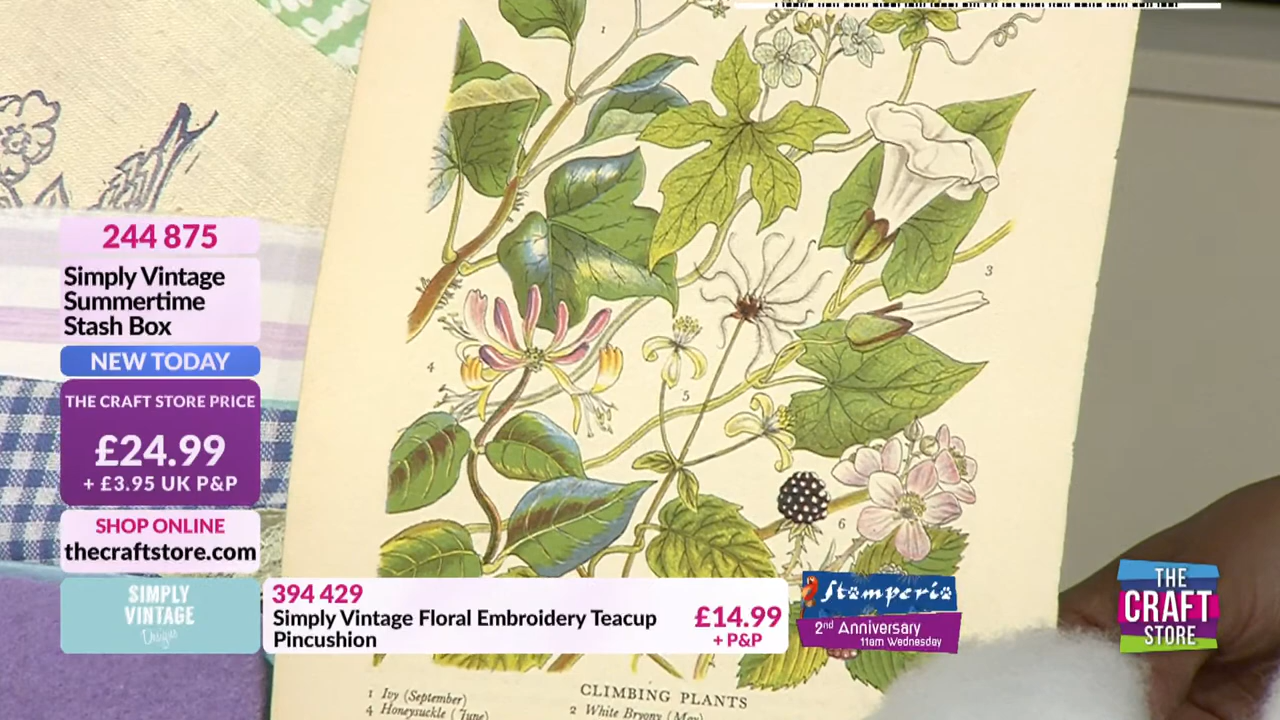 1
3
4
5
6
244 875
Simply Vintage
Summertime
Stash Box
NEW TODAY
THE CRAFT STORE PRICE
£24.99
+ £3.95 UK P&P
SHOP ONLINE
thecraftstore.com
SIMPLY
VINTAGE
Designs
394 429
Simply Vintage Floral Embroidery Teacup
Pincushion
£14.99
+ P&P
Stamperia
2nd Anniversary
11am Wednesday
THE
CRAFT
STORE
CLIMBING PLANTS
1 Ivy (September)
2 White Bryony (May)
4 Honeysuckle (June)